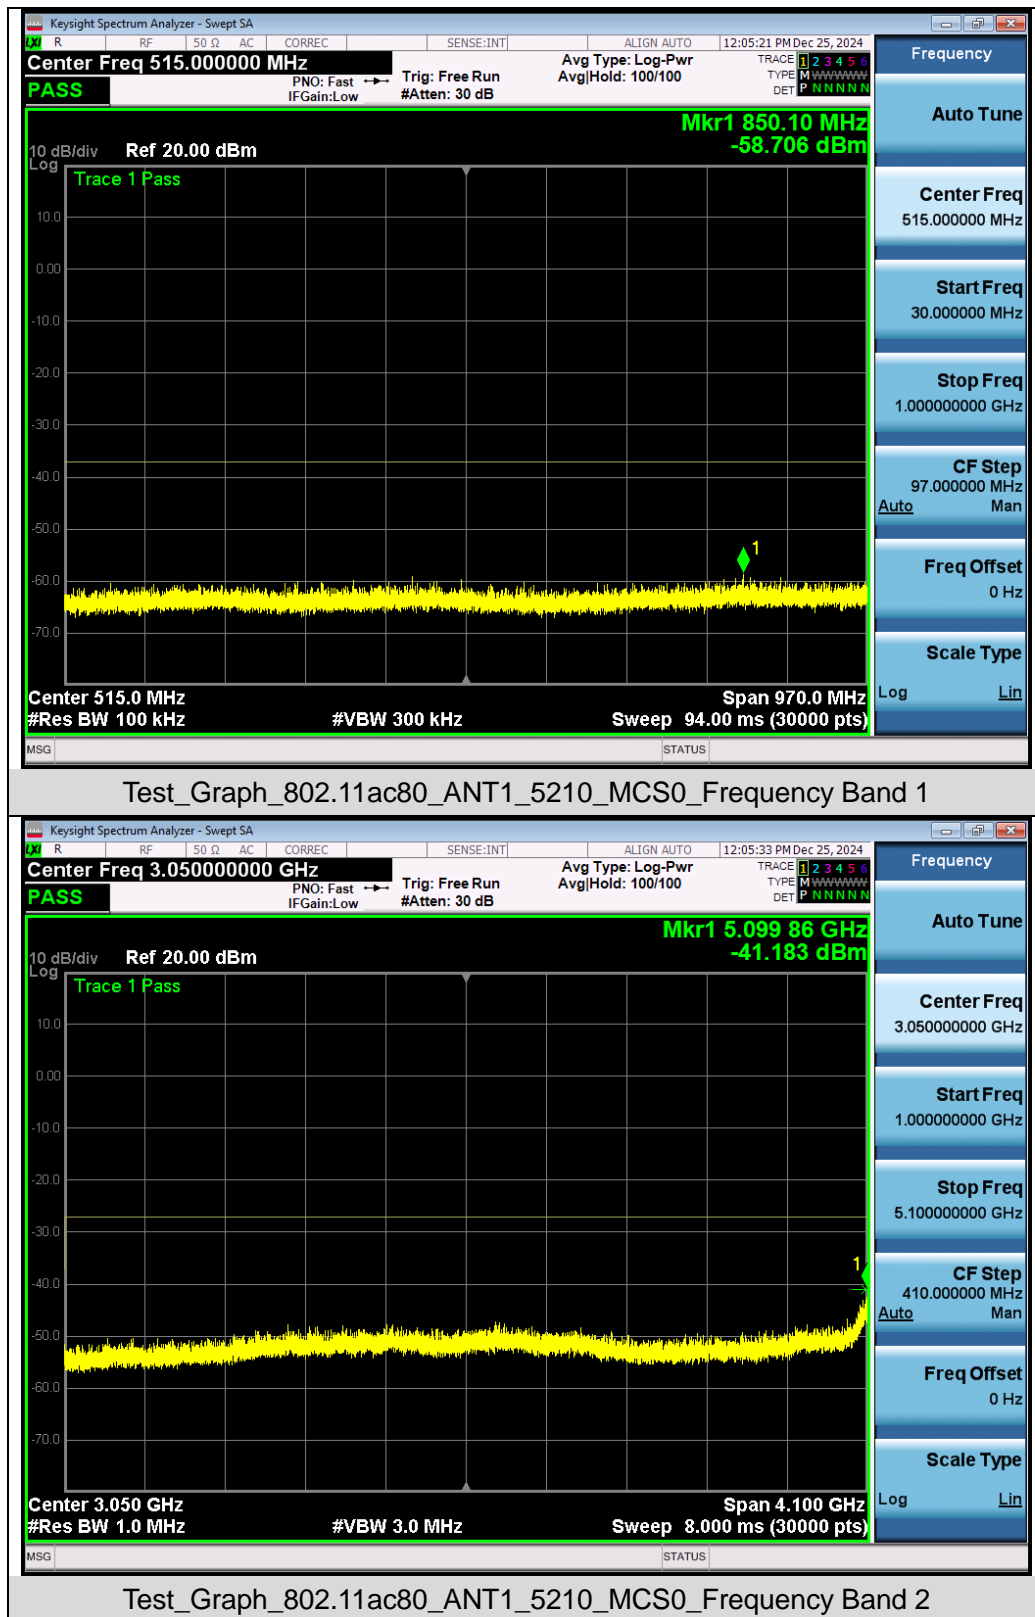 Keysight Spectrum Analyzer - Swept SA
LXI R RF 50 Ω AC CORREC SENSE:INT ALIGN AUTO 12:05:21 PM Dec 25, 2024
Center Freq 515.000000 MHz
PASS
PNO: Fast
IFGain:Low
Trig: Free Run
#Atten: 30 dB
Avg Type: Log-Pwr
Avg|Hold: 100/100
TRACE 1 2 3 4 5 6
TYPE M WWWWW
DET P N N N N N
Mkr1 850.10 MHz
-58.706 dBm
10 dB/div Ref 20.00 dBm
Log
Trace 1 Pass
10.0
0.00
-10.0
-20.0
-30.0
-40.0
-50.0
-60.0
-70.0
1
Center 515.0 MHz Span 970.0 MHz
#Res BW 100 kHz #VBW 300 kHz Sweep 94.00 ms (30000 pts)
MSG STATUS
Frequency
Auto Tune
Center Freq
515.000000 MHz
Start Freq
30.000000 MHz
Stop Freq
1.000000000 GHz
CF Step
97.000000 MHz
Auto Man
Freq Offset
0 Hz
Scale Type
Log Lin
Test_Graph_802.11ac80_ANT1_5210_MCS0_Frequency Band 1
Keysight Spectrum Analyzer - Swept SA
LXI R RF 50 Ω AC CORREC SENSE:INT ALIGN AUTO 12:05:33 PM Dec 25, 2024
Center Freq 3.050000000 GHz
PASS
PNO: Fast
IFGain:Low
Trig: Free Run
#Atten: 30 dB
Avg Type: Log-Pwr
Avg|Hold: 100/100
TRACE 1 2 3 4 5 6
TYPE M WWWWW
DET P N N N N N
Mkr1 5.099 86 GHz
-41.183 dBm
10 dB/div Ref 20.00 dBm
Log
Trace 1 Pass
10.0
0.00
-10.0
-20.0
-30.0
-40.0
-50.0
-60.0
-70.0
1
Center 3.050 GHz Span 4.100 GHz
#Res BW 1.0 MHz #VBW 3.0 MHz Sweep 8.000 ms (30000 pts)
MSG STATUS
Frequency
Auto Tune
Center Freq
3.050000000 GHz
Start Freq
1.000000000 GHz
Stop Freq
5.100000000 GHz
CF Step
410.000000 MHz
Auto Man
Freq Offset
0 Hz
Scale Type
Log Lin
Test_Graph_802.11ac80_ANT1_5210_MCS0_Frequency Band 2